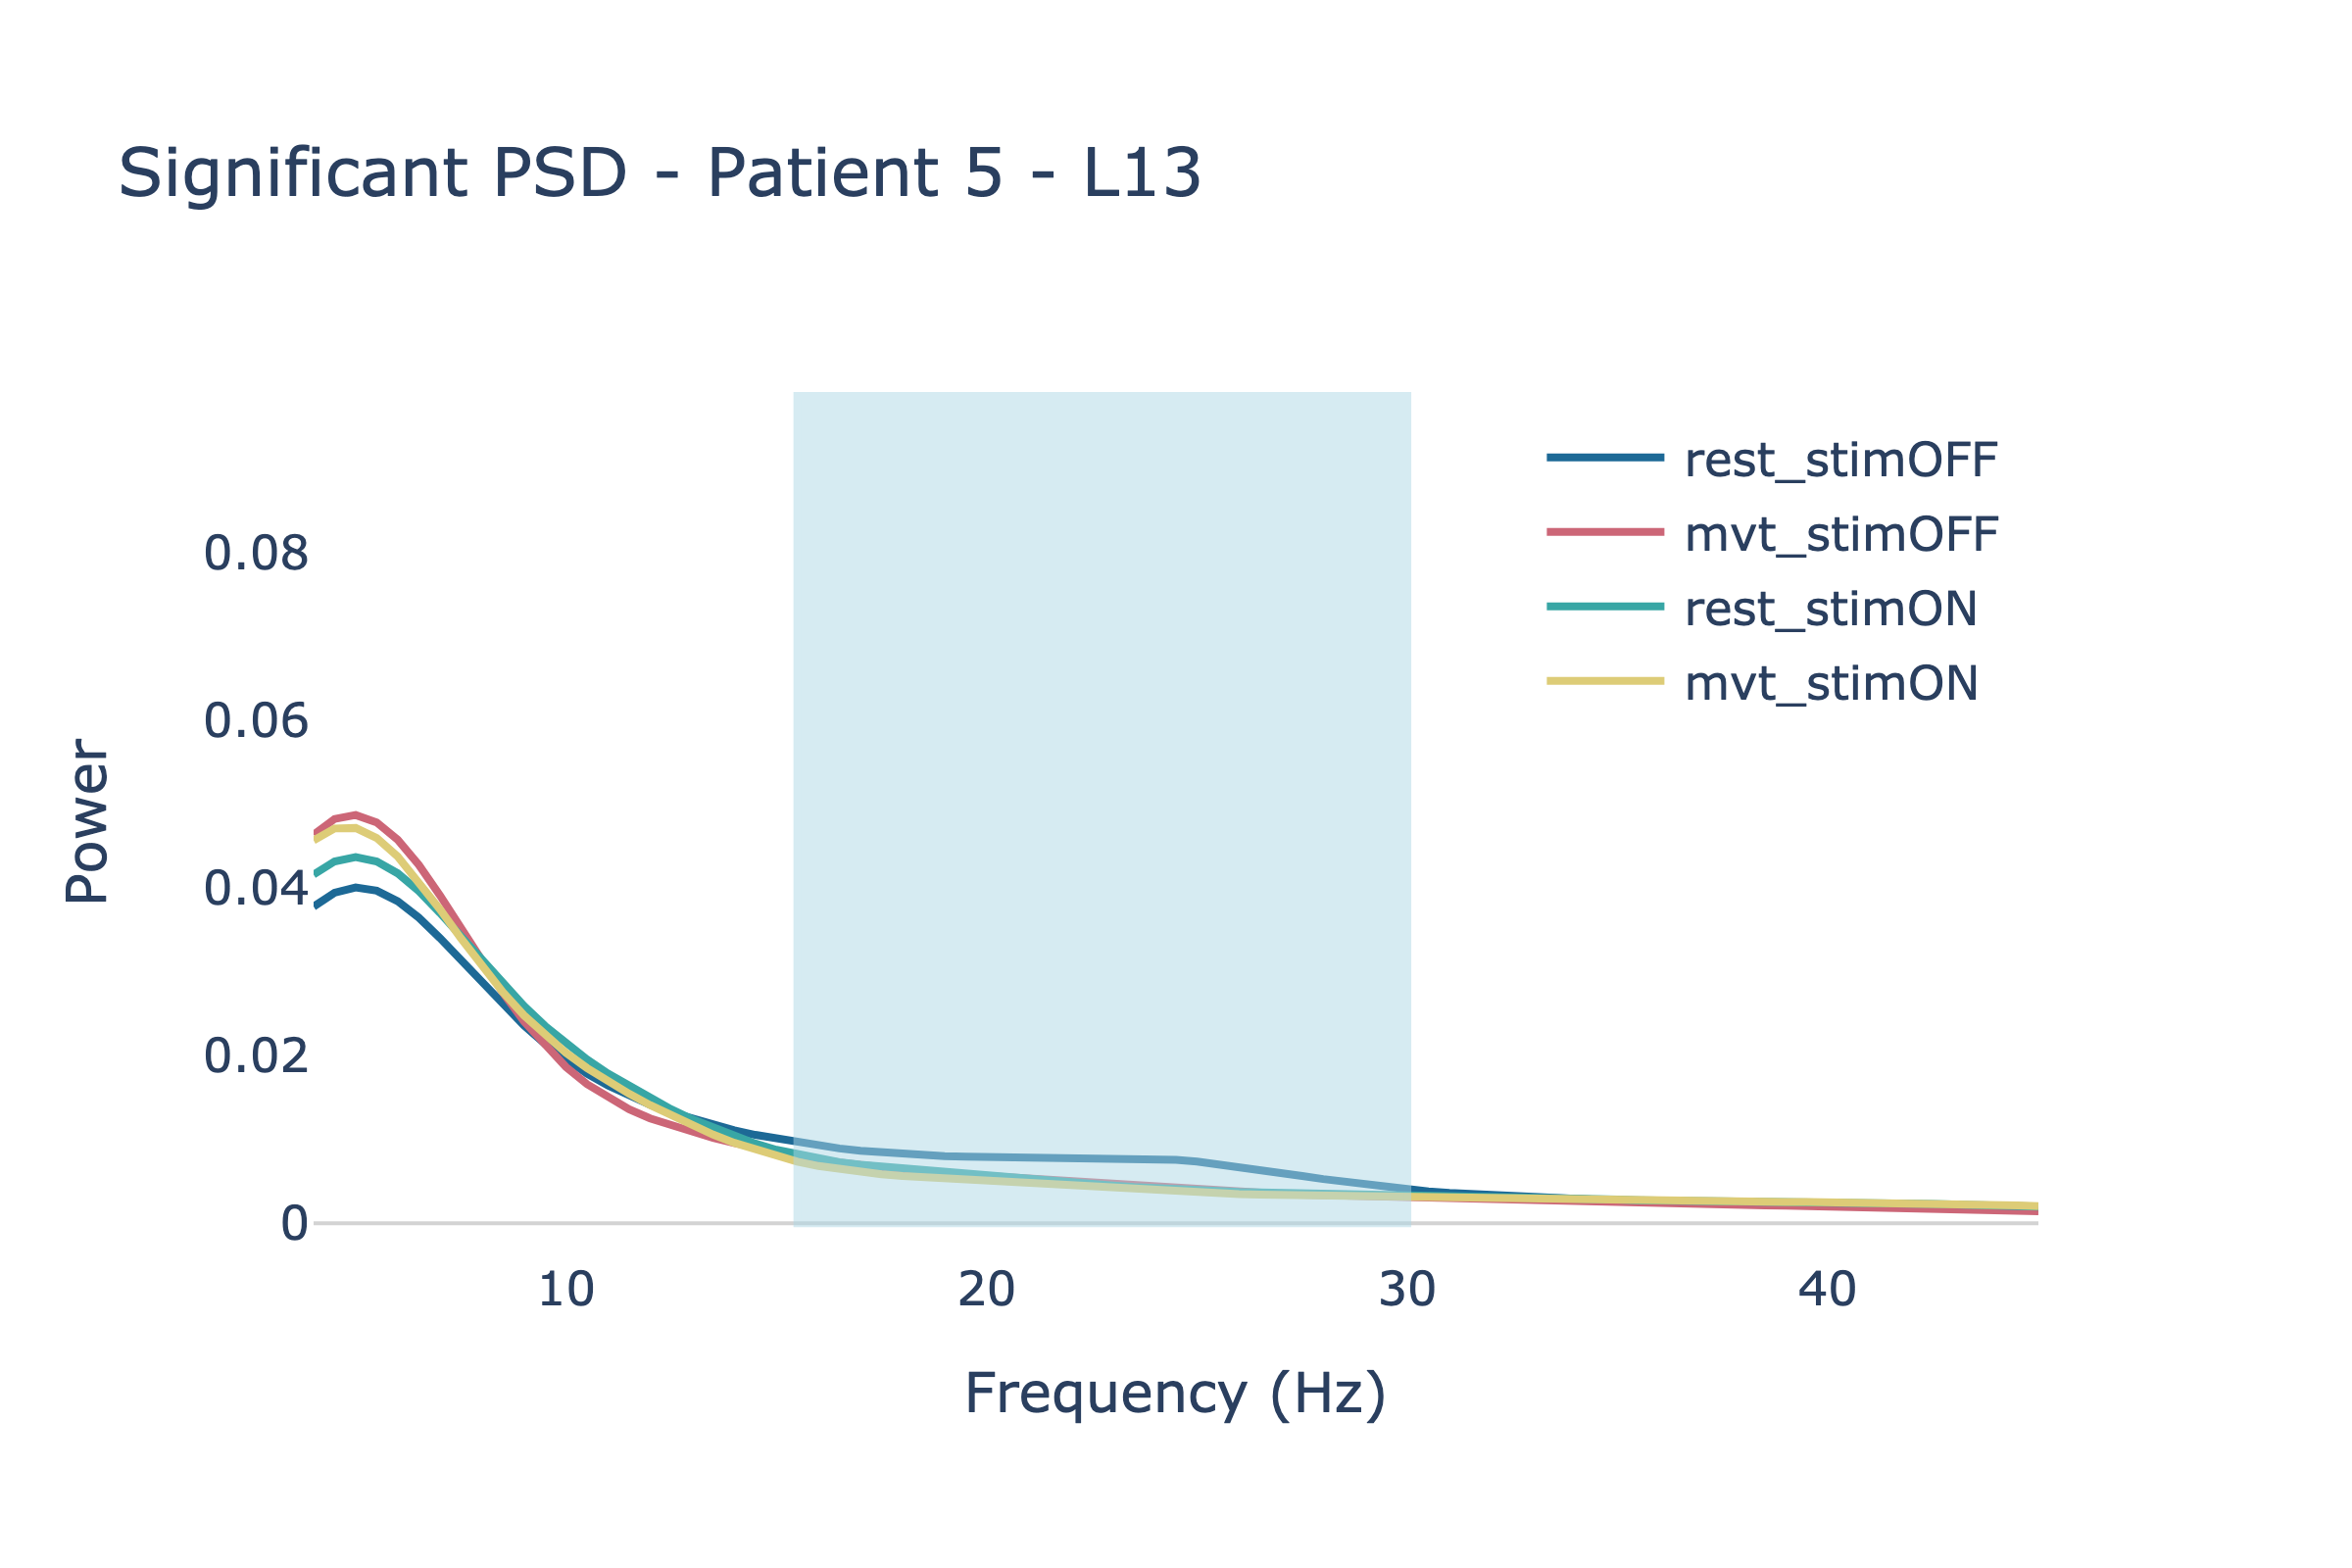 Significant PSD - Patient 5 - L13
rest_stimOFF
mvt_stimOFF
rest_stimON
mvt_stimON
Power
0.08
0.06
0.04
0.02
0
10 20 30 40
Frequency (Hz)